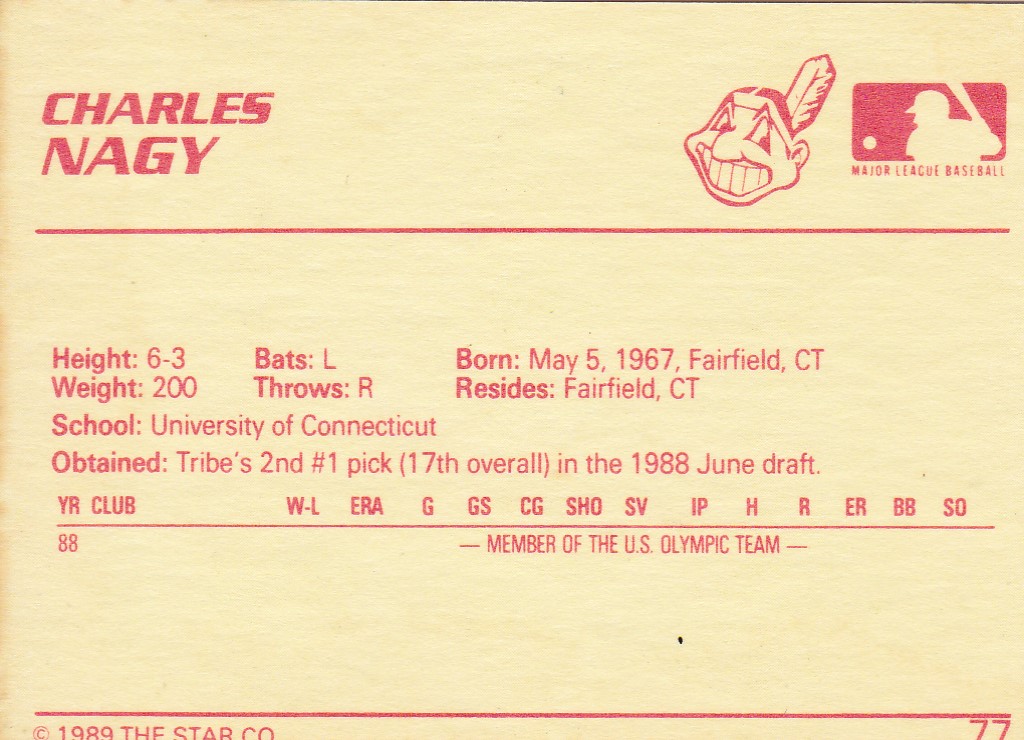 CHARLES
NAGY
MAJOR LEAGUE BASEBALL
Height: 6-3 Bats: L Born: May 5, 1967, Fairfield, CT
Weight: 200 Throws: R Resides: Fairfield, CT
School: University of Connecticut
Obtained: Tribe's 2nd #1 pick (17th overall) in the 1988 June draft.
YR CLUB W-L ERA G GS CG SHO SV IP H R ER BB SO
88 — MEMBER OF THE U.S. OLYMPIC TEAM —
© 1989 THE STAR CO. 77